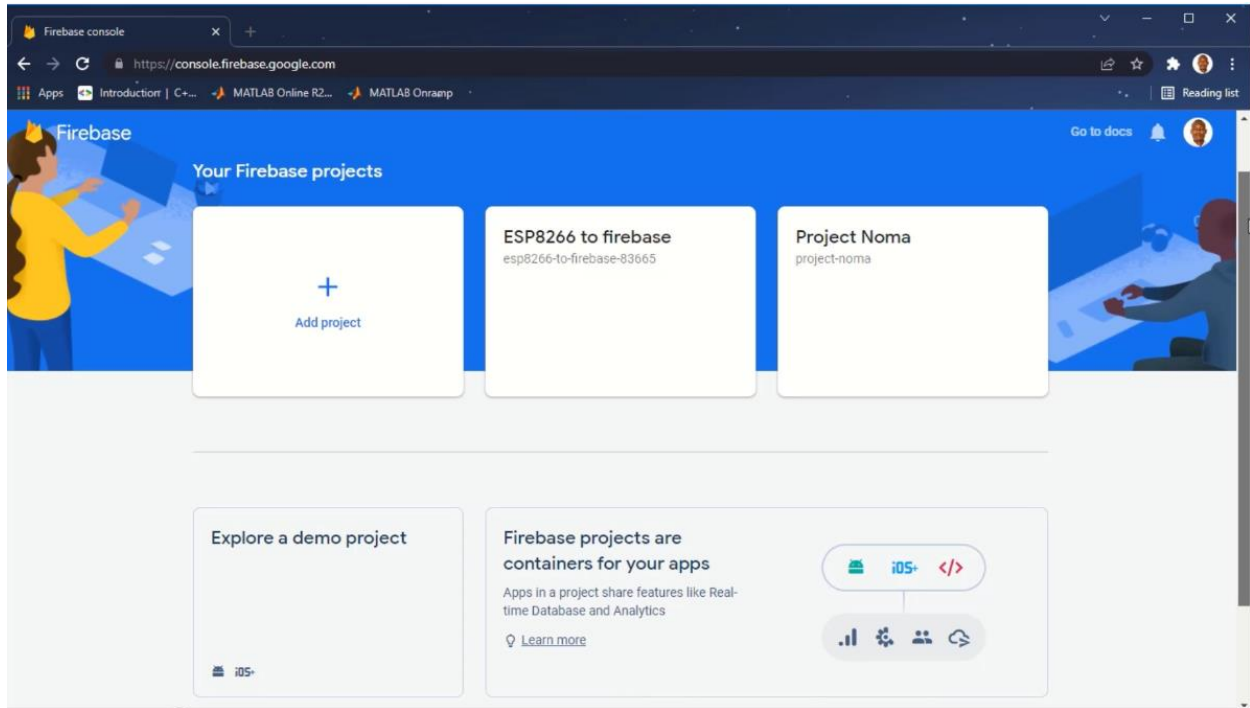 Firebase console
https://console.firebase.google.com
Apps
Introduction | C+...
MATLAB Online R2...
MATLAB Onramp
Reading list
Firebase
Go to docs
Your Firebase projects
Add project
ESP8266 to firebase
esp8266-to-firebase-83665
Project Noma
project-noma
Explore a demo project
iOS+
Firebase projects are
containers for your apps
Apps in a project share features like Real-
time Database and Analytics
Learn more
iOS+